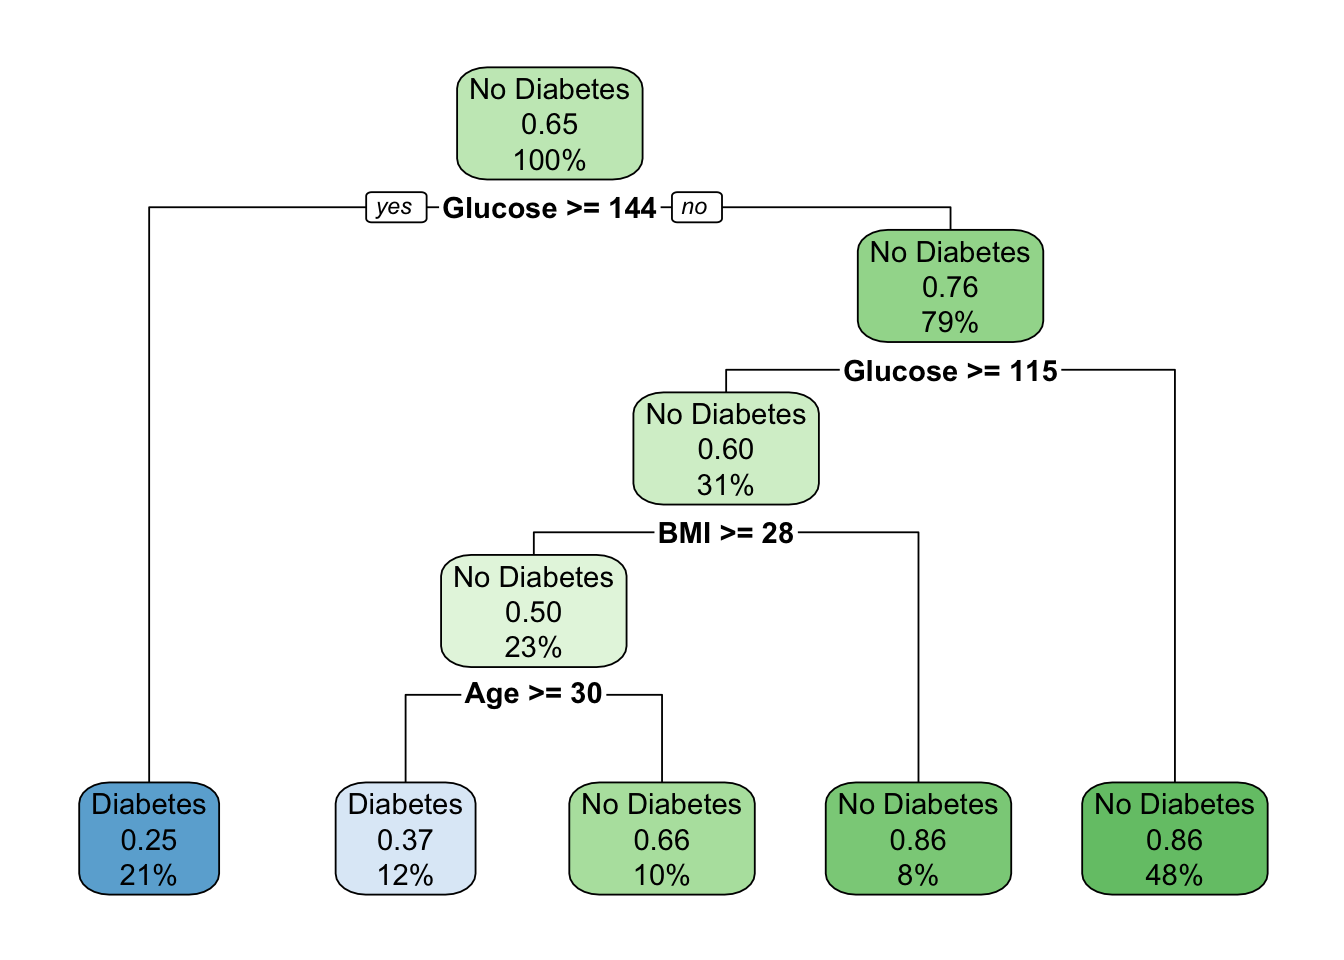 No Diabetes
0.65
100%
yes Glucose >= 144 no
No Diabetes
0.76
79%
Glucose >= 115
No Diabetes
0.60
31%
BMI >= 28
No Diabetes
0.50
23%
Age >= 30
Diabetes
0.25
21%
Diabetes
0.37
12%
No Diabetes
0.66
10%
No Diabetes
0.86
8%
No Diabetes
0.86
48%